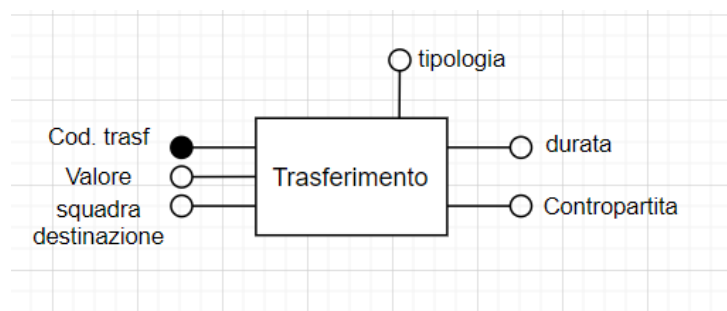 tipologia
Cod. trasf
Valore
squadra
destinazione
Trasferimento
durata
Contropartita